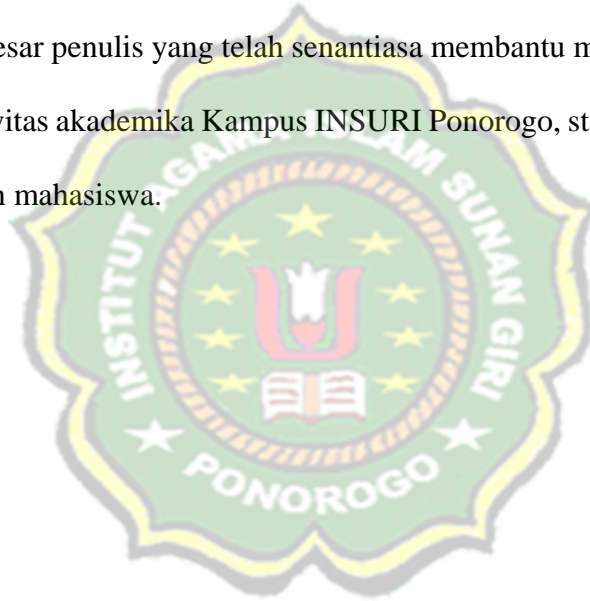 esar penulis yang telah senantiasa membantu m
vitas akademika Kampus INSURI Ponorogo, st
mahasiswa.
INSTITUT AGAMA ISLAM SUNAN GIRI
PONOROGO